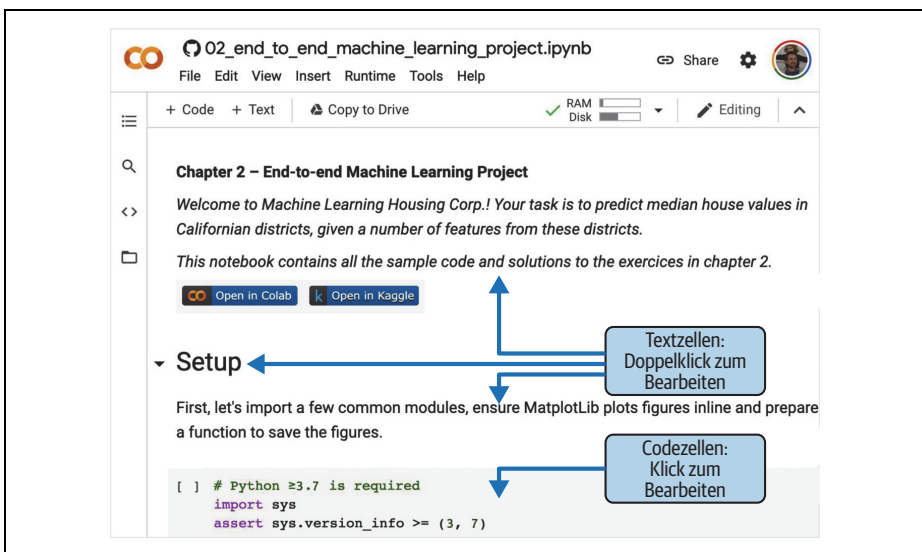 02_end_to_end_machine_learning_project.ipynb
Share
File Edit View Insert Runtime Tools Help
+ Code + Text Copy to Drive
RAM
Disk
Editing
Chapter 2 – End-to-end Machine Learning Project
Welcome to Machine Learning Housing Corp.! Your task is to predict median house values in
Californian districts, given a number of features from these districts.
This notebook contains all the sample code and solutions to the exercices in chapter 2.
CO Open in Colab k Open in Kaggle
Textzellen:
Doppelklick zum
Bearbeiten
Setup
First, let's import a few common modules, ensure MatplotLib plots figures inline and prepare
a function to save the figures.
Codezellen:
Klick zum
Bearbeiten
[ ] # Python ≥3.7 is required
import sys
assert sys.version_info >= (3, 7)